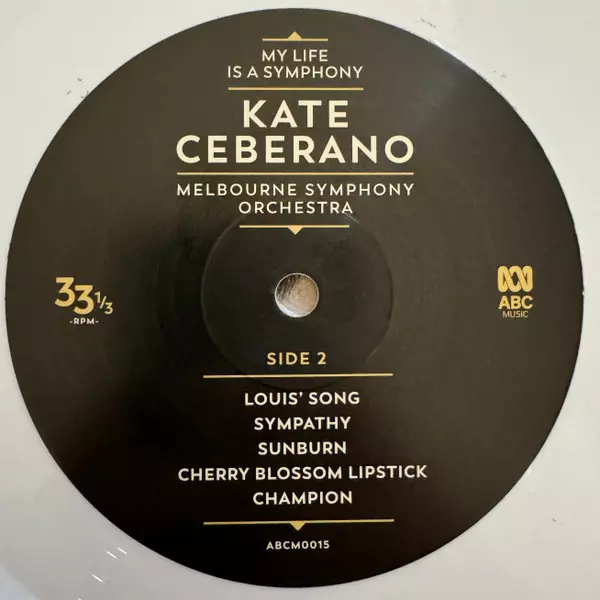 MY LIFE
IS A SYMPHONY
KATE
CEBERANO
MELBOURNE SYMPHONY
ORCHESTRA
33 1/3
-RPM-
ABC
MUSIC
SIDE 2
LOUIS' SONG
SYMPATHY
SUNBURN
CHERRY BLOSSOM LIPSTICK
CHAMPION
ABCM0015